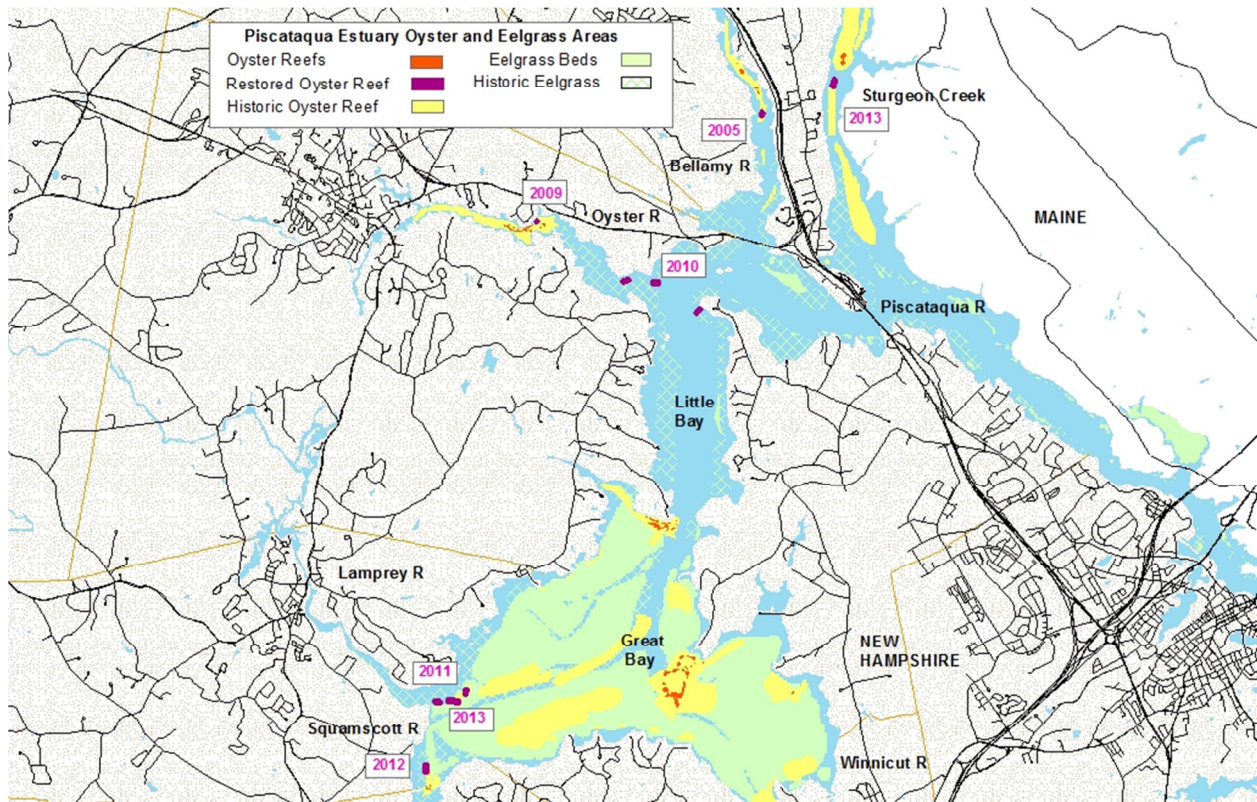 Piscataqua Estuary Oyster and Eelgrass Areas
Oyster Reefs
Eelgrass Beds
Restored Oyster Reef
Historic Eelgrass
Historic Oyster Reef
Sturgeon Creek
2013
2005
Bellamy R
2009
Oyster R
MAINE
2010
Piscataqua R
Little
Bay
Lamprey R
Great
Bay
NEW
HAMPSHIRE
2011
2013
Squamscott R
2012
Winnicut R